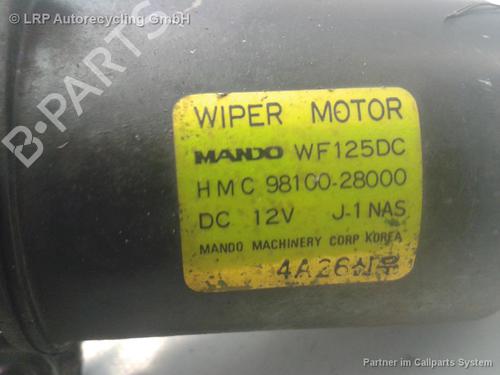 © LRP Autorecycling GmbH
B-PARTS
WIPER MOTOR
MANDO WF125DC
HMC 98100-28000
DC 12V J-1 NAS
MANDO MACHINERY CORP KOREA
4A26
Partner im Callparts System